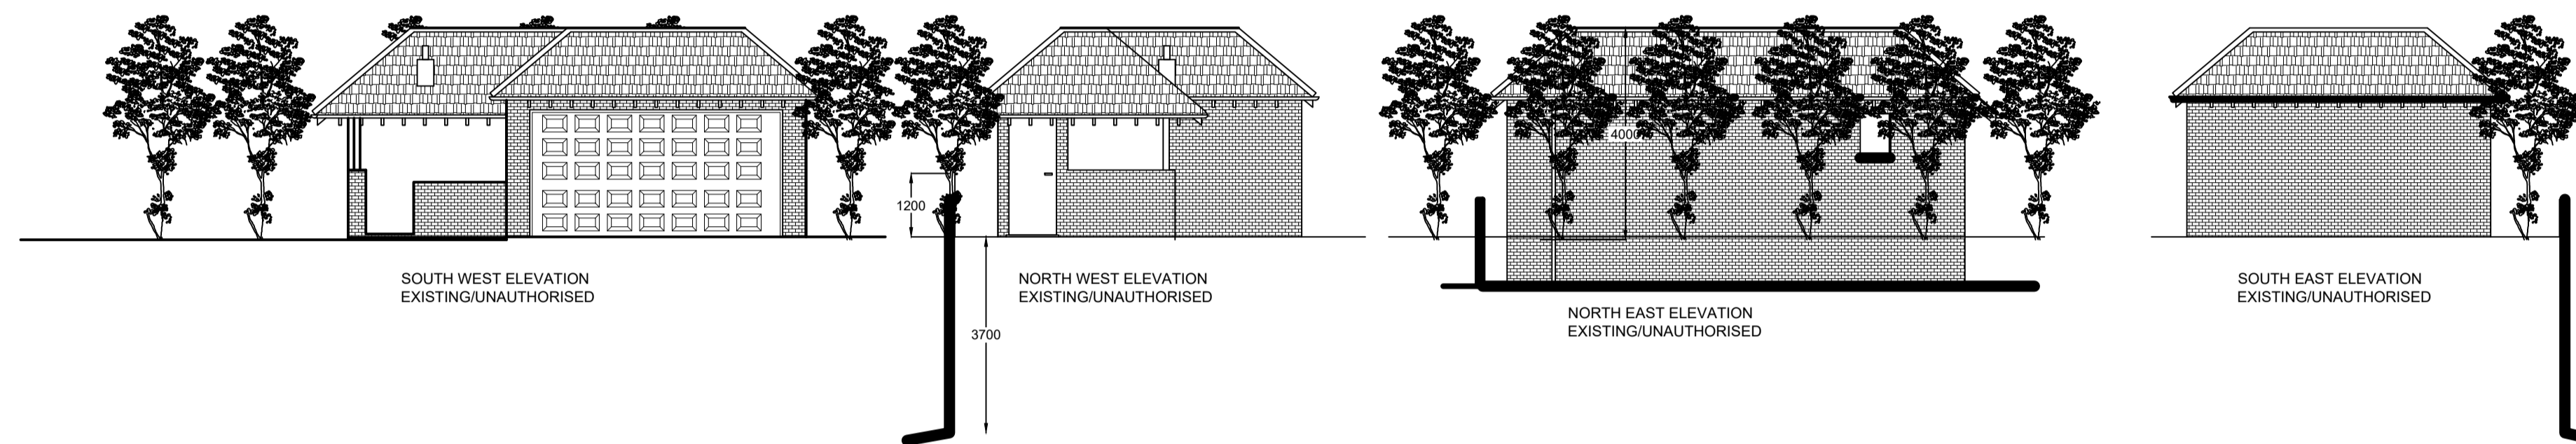 SOUTH WEST ELEVATION
EXISTING/UNAUTHORISED
1200
3700
NORTH WEST ELEVATION
EXISTING/UNAUTHORISED
4000
NORTH EAST ELEVATION
EXISTING/UNAUTHORISED
SOUTH EAST ELEVATION
EXISTING/UNAUTHORISED